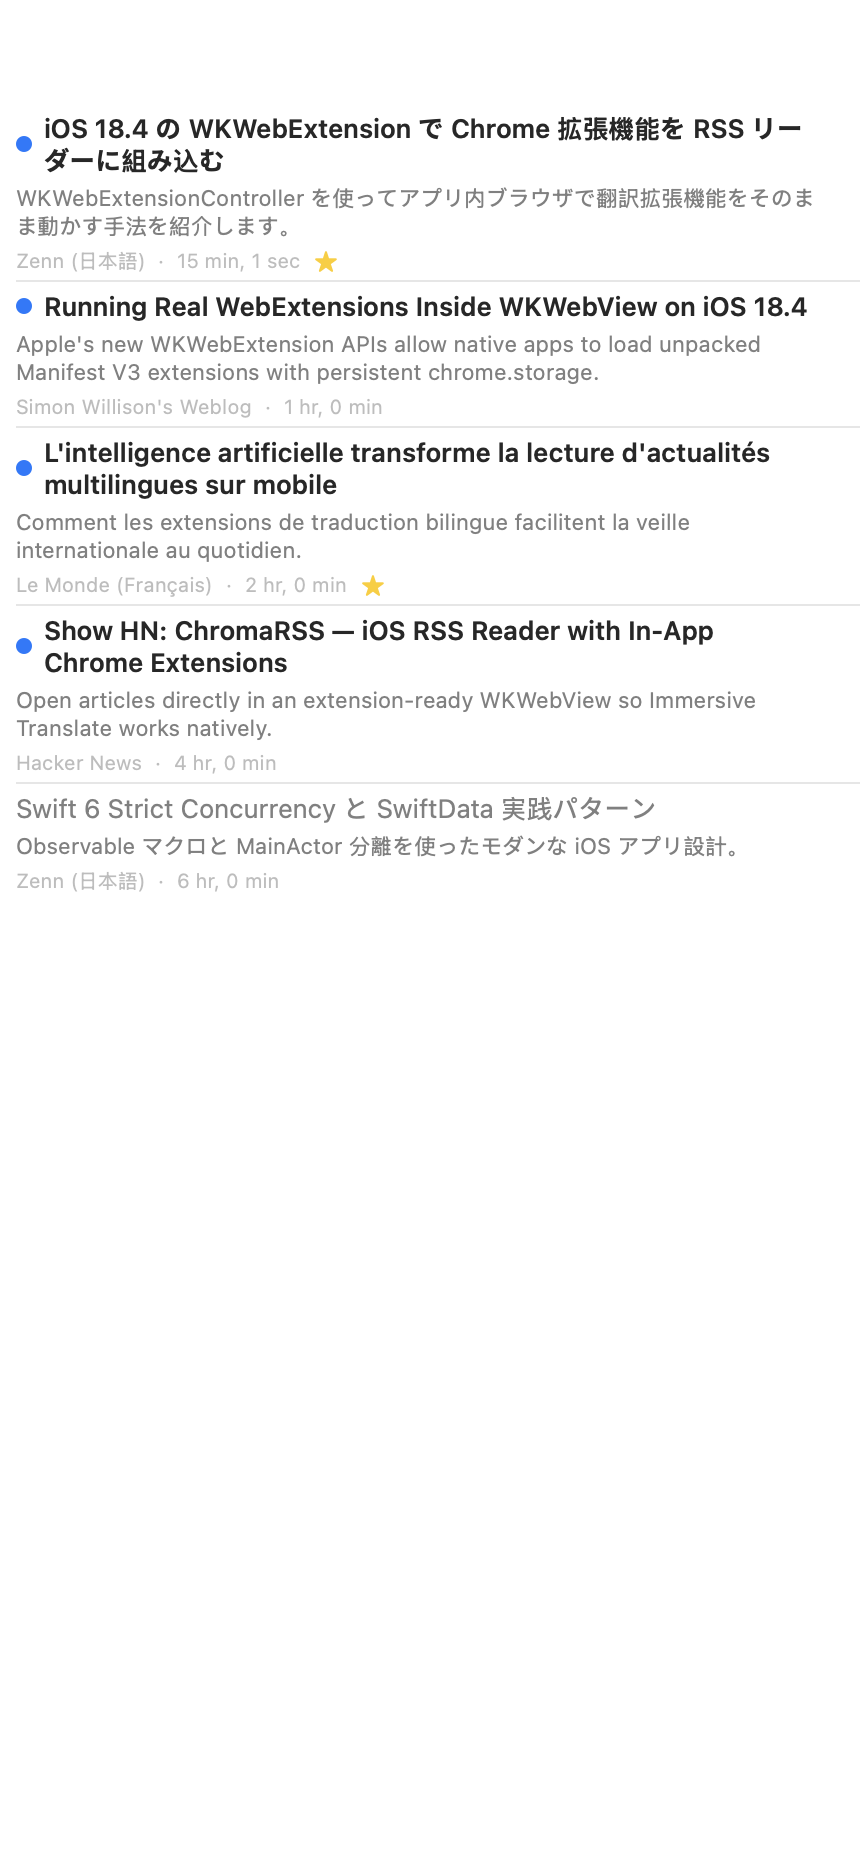 iOS 18.4 の WKWebExtension で Chrome 拡張機能を RSS リー
ダーに組み込む
WKWebExtensionController を使ってアプリ内ブラウザで翻訳拡張機能をそのま
ま動かす手法を紹介します。
Zenn (日本語) · 15 min, 1 sec
Running Real WebExtensions Inside WKWebView on iOS 18.4
Apple's new WKWebExtension APIs allow native apps to load unpacked
Manifest V3 extensions with persistent chrome.storage.
Simon Willison's Weblog · 1 hr, 0 min
L'intelligence artificielle transforme la lecture d'actualités
multilingues sur mobile
Comment les extensions de traduction bilingue facilitent la veille
internationale au quotidien.
Le Monde (Français) · 2 hr, 0 min
Show HN: ChromaRSS — iOS RSS Reader with In-App
Chrome Extensions
Open articles directly in an extension-ready WKWebView so Immersive
Translate works natively.
Hacker News · 4 hr, 0 min
Swift 6 Strict Concurrency と SwiftData 実践パターン
Observable マクロと MainActor 分離を使ったモダンな iOS アプリ設計。
Zenn (日本語) · 6 hr, 0 min